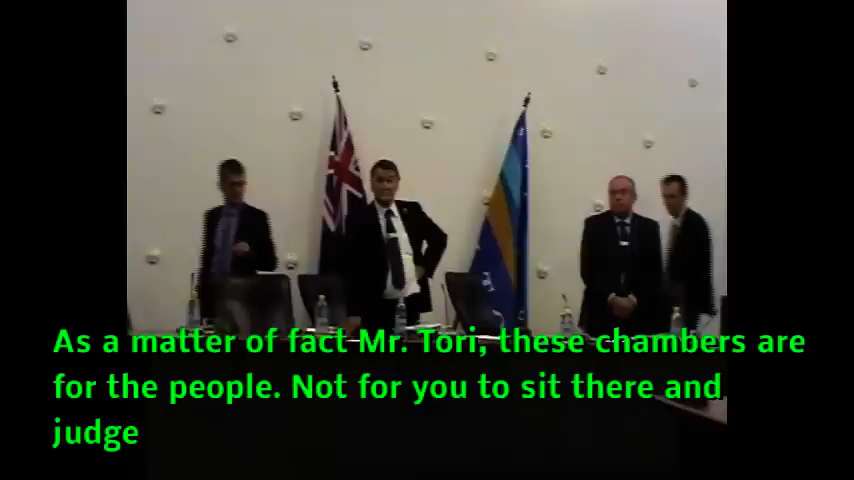 As a matter of fact Mr. Tori, these chambers are
for the people. Not for you to sit there and
judge